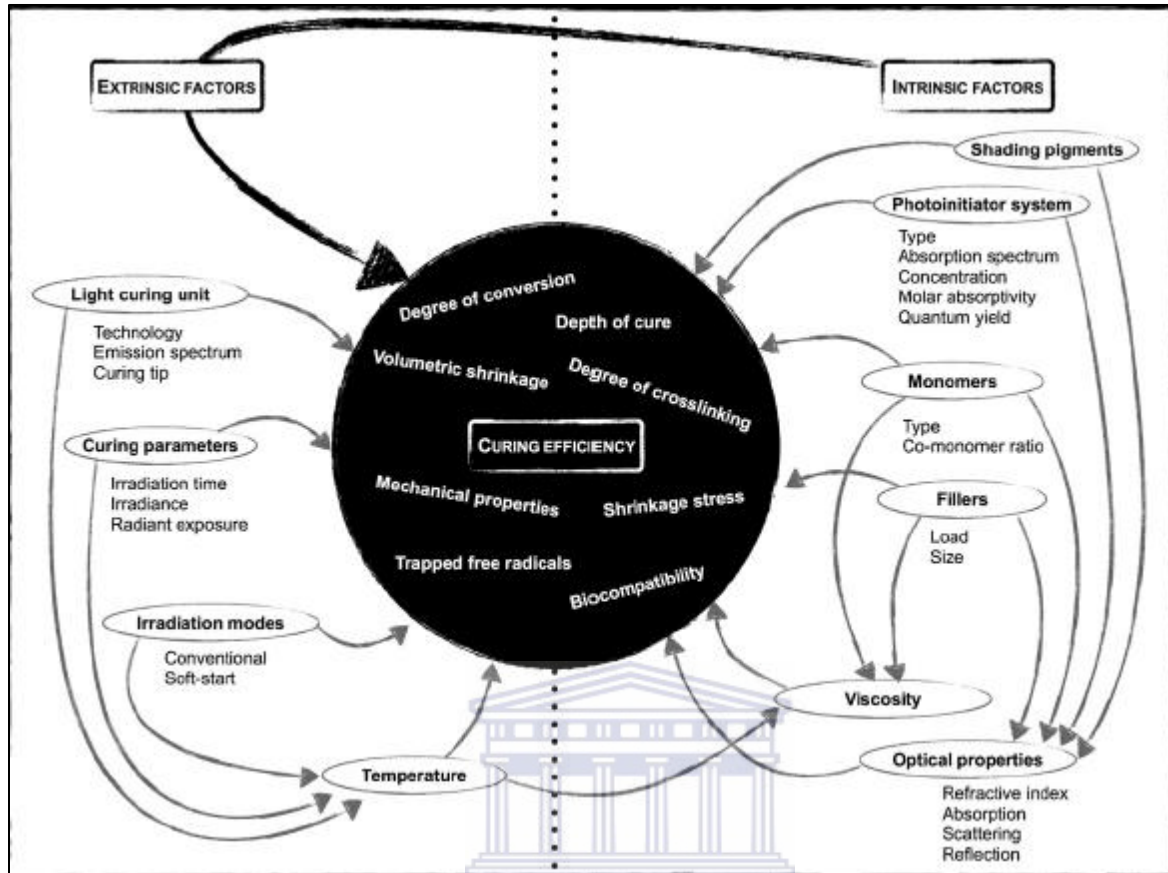 EXTRINSIC FACTORS
INTRINSIC FACTORS
Shading pigments
Photoinitiator system
Type
Absorption spectrum
Concentration
Molar absorptivity
Quantum yield
Light curing unit
Technology
Emission spectrum
Curing tip
Degree of conversion
Depth of cure
Volumetric shrinkage
Degree of crosslinking
Monomers
Type
Co-monomer ratio
Curing parameters
Irradiation time
Irradiance
Radiant exposure
CURING EFFICIENCY
Mechanical properties
Shrinkage stress
Fillers
Load
Size
Trapped free radicals
Biocompatibility
Irradiation modes
Conventional
Soft-start
Viscosity
Temperature
Optical properties
Refractive index
Absorption
Scattering
Reflection